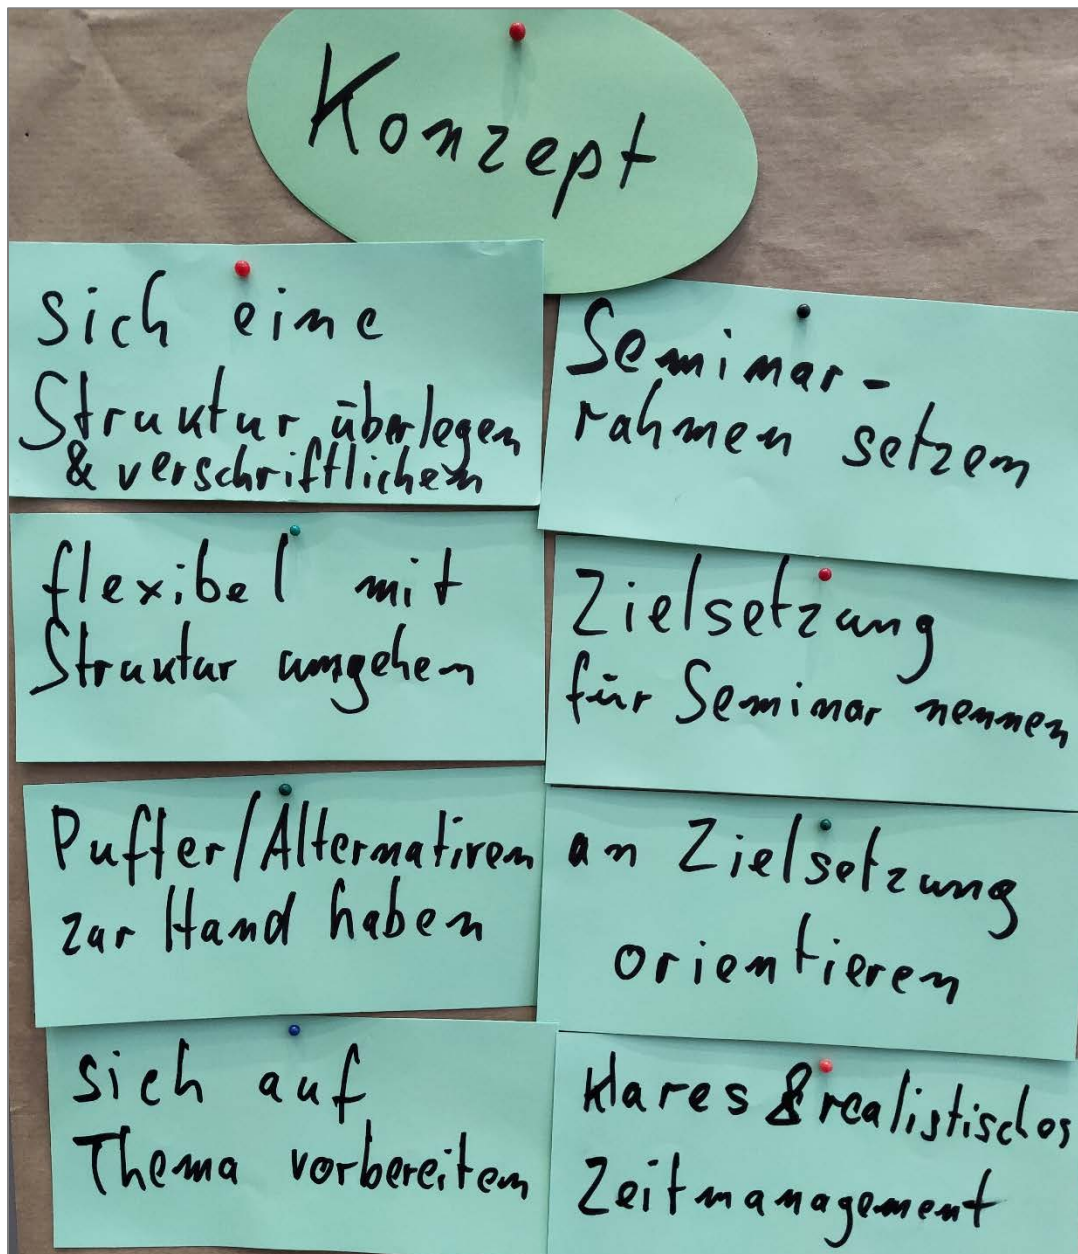 Konzept
sich eine
Struktur überlegen
& verschriftlichen
flexibel mit
Struktur umgehen
Puffer/Alternativen
zur Hand haben
sich auf
Thema vorbereiten
Seminar-
rahmen setzen
Zielsetzung
für Seminar nennen
an Zielsetzung
orientieren
klares & realistisches
Zeitmanagement